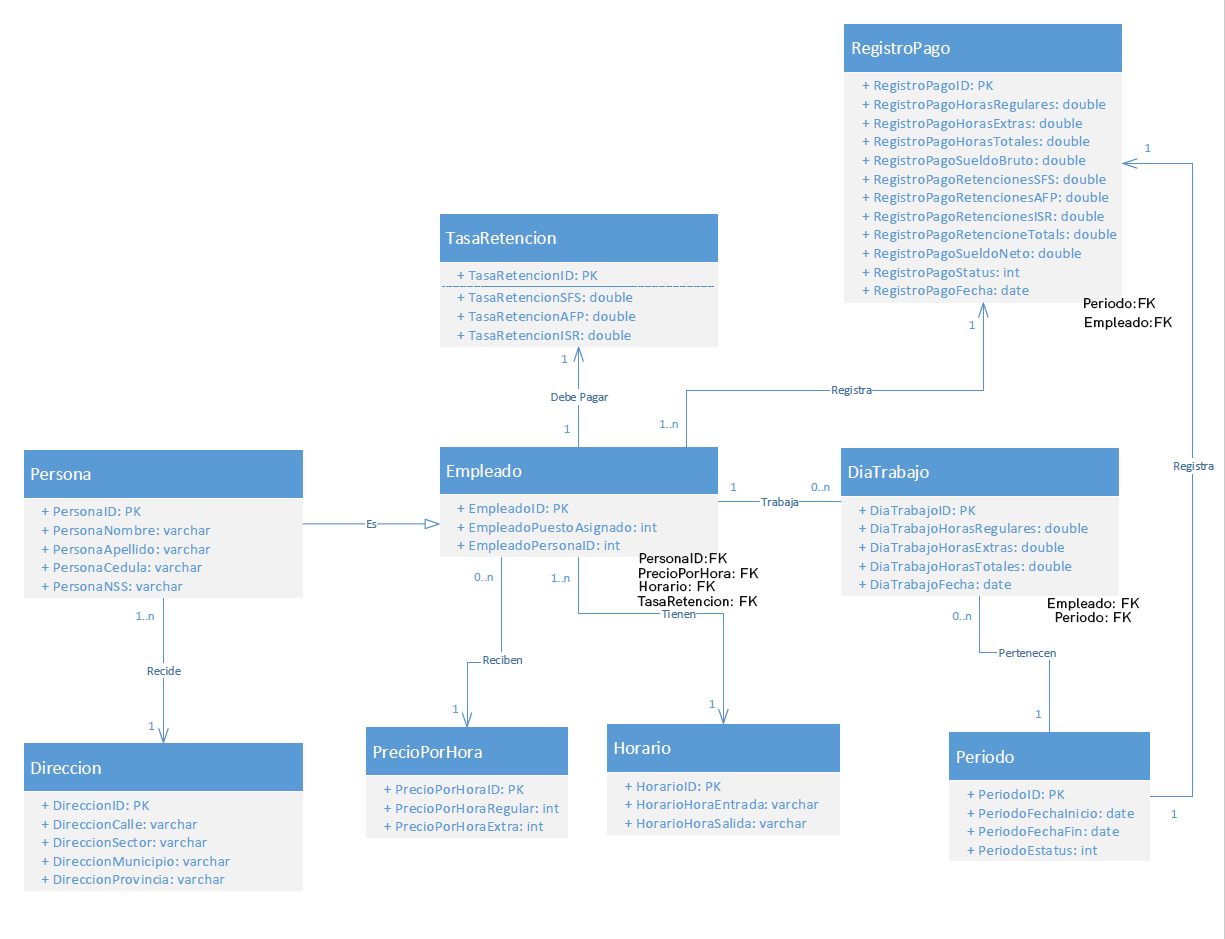 RegistroPago
+ RegistroPagoID: PK
+ RegistroPagoHorasRegulares: double
+ RegistroPagoHorasExtras: double
+ RegistroPagoHorasTotales: double
+ RegistroPagoSueldoBruto: double
+ RegistroPagoRetencionesSFS: double
+ RegistroPagoRetencionesAFP: double
+ RegistroPagoRetencionesISR: double
+ RegistroPagoRetencioneTotals: double
+ RegistroPagoSueldoNeto: double
+ RegistroPagoStatus: int
+ RegistroPagoFecha: date
Periodo:FK
Empleado:FK
1
1
Registra
1..n
Registra
1
TasaRetencion
+ TasaRetencionID: PK
+ TasaRetencionSFS: double
+ TasaRetencionAFP: double
+ TasaRetencionISR: double
1
Debe Pagar
1
Persona
+ PersonaID: PK
+ PersonaNombre: varchar
+ PersonaApellido: varchar
+ PersonaCedula: varchar
+ PersonaNSS: varchar
Es
Empleado
+ EmpleadoID: PK
+ EmpleadoPuestoAsignado: int
+ EmpleadoPersonaID: int
PersonaID:FK
PrecioPorHora: FK
Horario: FK
TasaRetencion: FK
1
Trabaja
0..n
DiaTrabajo
+ DiaTrabajoID: PK
+ DiaTrabajoHorasRegulares: double
+ DiaTrabajoHorasExtras: double
+ DiaTrabajoHorasTotales: double
+ DiaTrabajoFecha: date
Empleado: FK
Periodo: FK
1..n
Recide
1
0..n
Reciben
1
1..n
Tienen
1
0..n
Pertenecen
1
Direccion
+ DireccionID: PK
+ DireccionCalle: varchar
+ DireccionSector: varchar
+ DireccionMunicipio: varchar
+ DireccionProvincia: varchar
PrecioPorHora
+ PrecioPorHoraID: PK
+ PrecioPorHoraRegular: int
+ PrecioPorHoraExtra: int
Horario
+ HorarioID: PK
+ HorarioHoraEntrada: varchar
+ HorarioHoraSalida: varchar
Periodo
+ PeriodoID: PK
+ PeriodoFechaInicio: date
+ PeriodoFechaFin: date
+ PeriodoEstatus: int